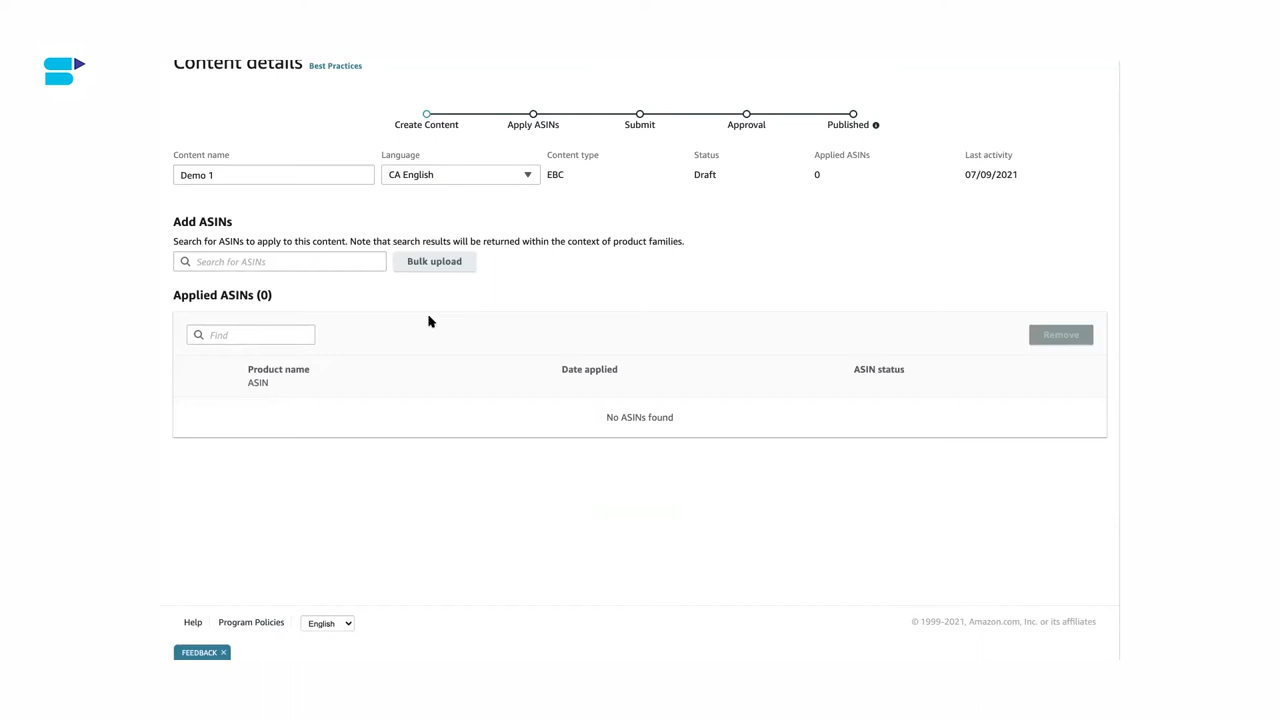 Content details Best Practices
Create Content Apply ASINs Submit Approval Published
Content name Language Content type Status Applied ASINs Last activity
Demo 1 CA English EBC Draft 0 07/09/2021
Add ASINs
Search for ASINs to apply to this content. Note that search results will be returned within the context of product families.
Search for ASINs Bulk upload
Applied ASINs (0)
Find Remove
Product name Date applied ASIN status
ASIN
No ASINs found
Help Program Policies English © 1999-2021, Amazon.com, Inc. or its affiliates
FEEDBACK ×